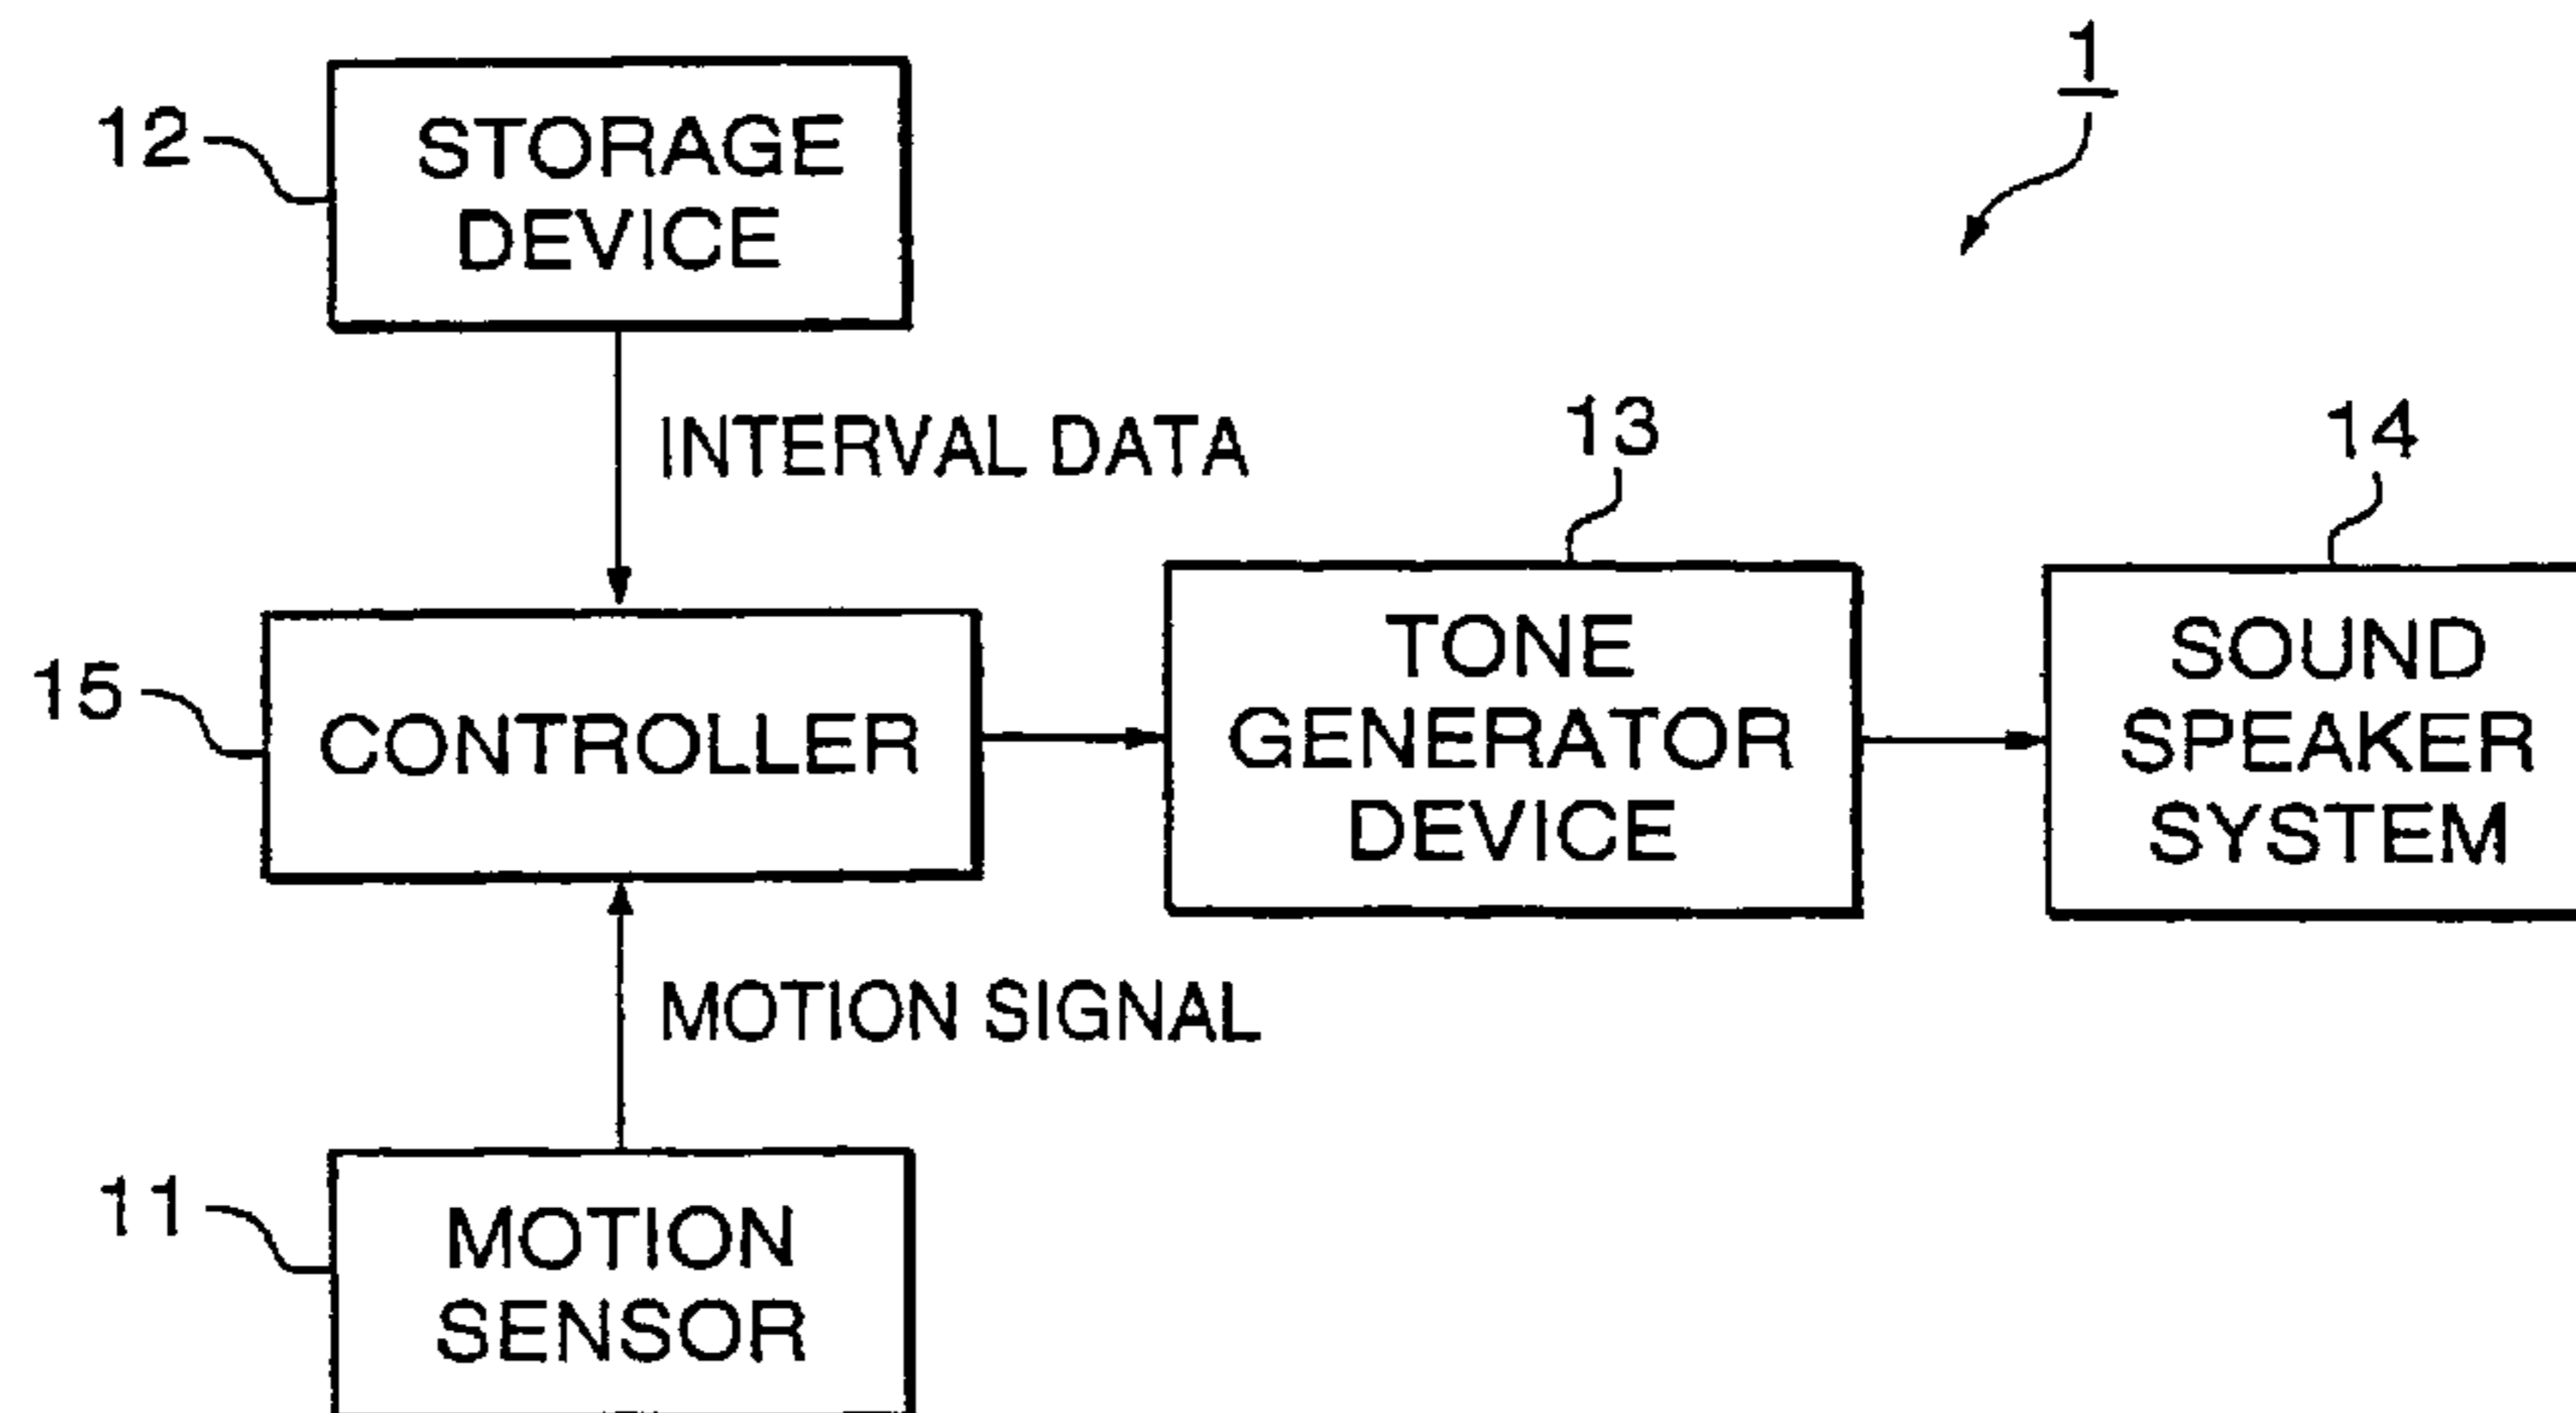 1
12
STORAGE
DEVICE
INTERVAL DATA
13
14
15
CONTROLLER
TONE
GENERATOR
DEVICE
SOUND
SPEAKER
SYSTEM
MOTION SIGNAL
11
MOTION
SENSOR